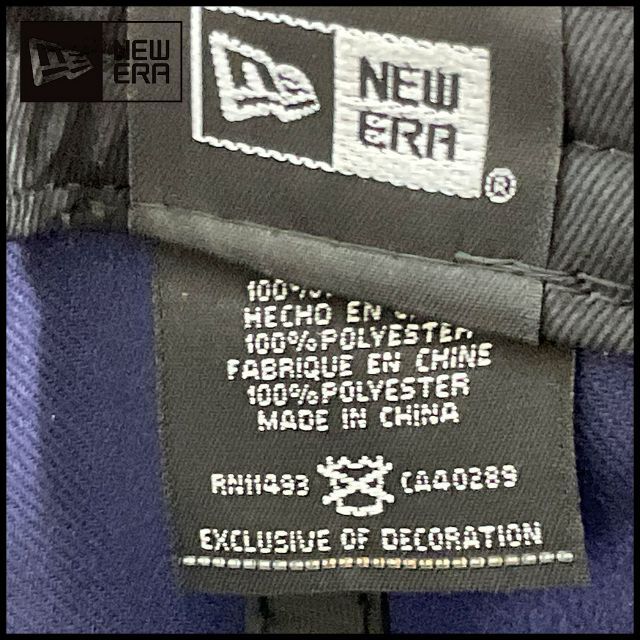 NEW
ERA
NEW
ERA
®
HECHO EN
100% POLYESTER
FABRIQUE EN CHINE
100% POLYESTER
MADE IN CHINA
RN11493 CA40289
EXCLUSIVE OF DECORATION